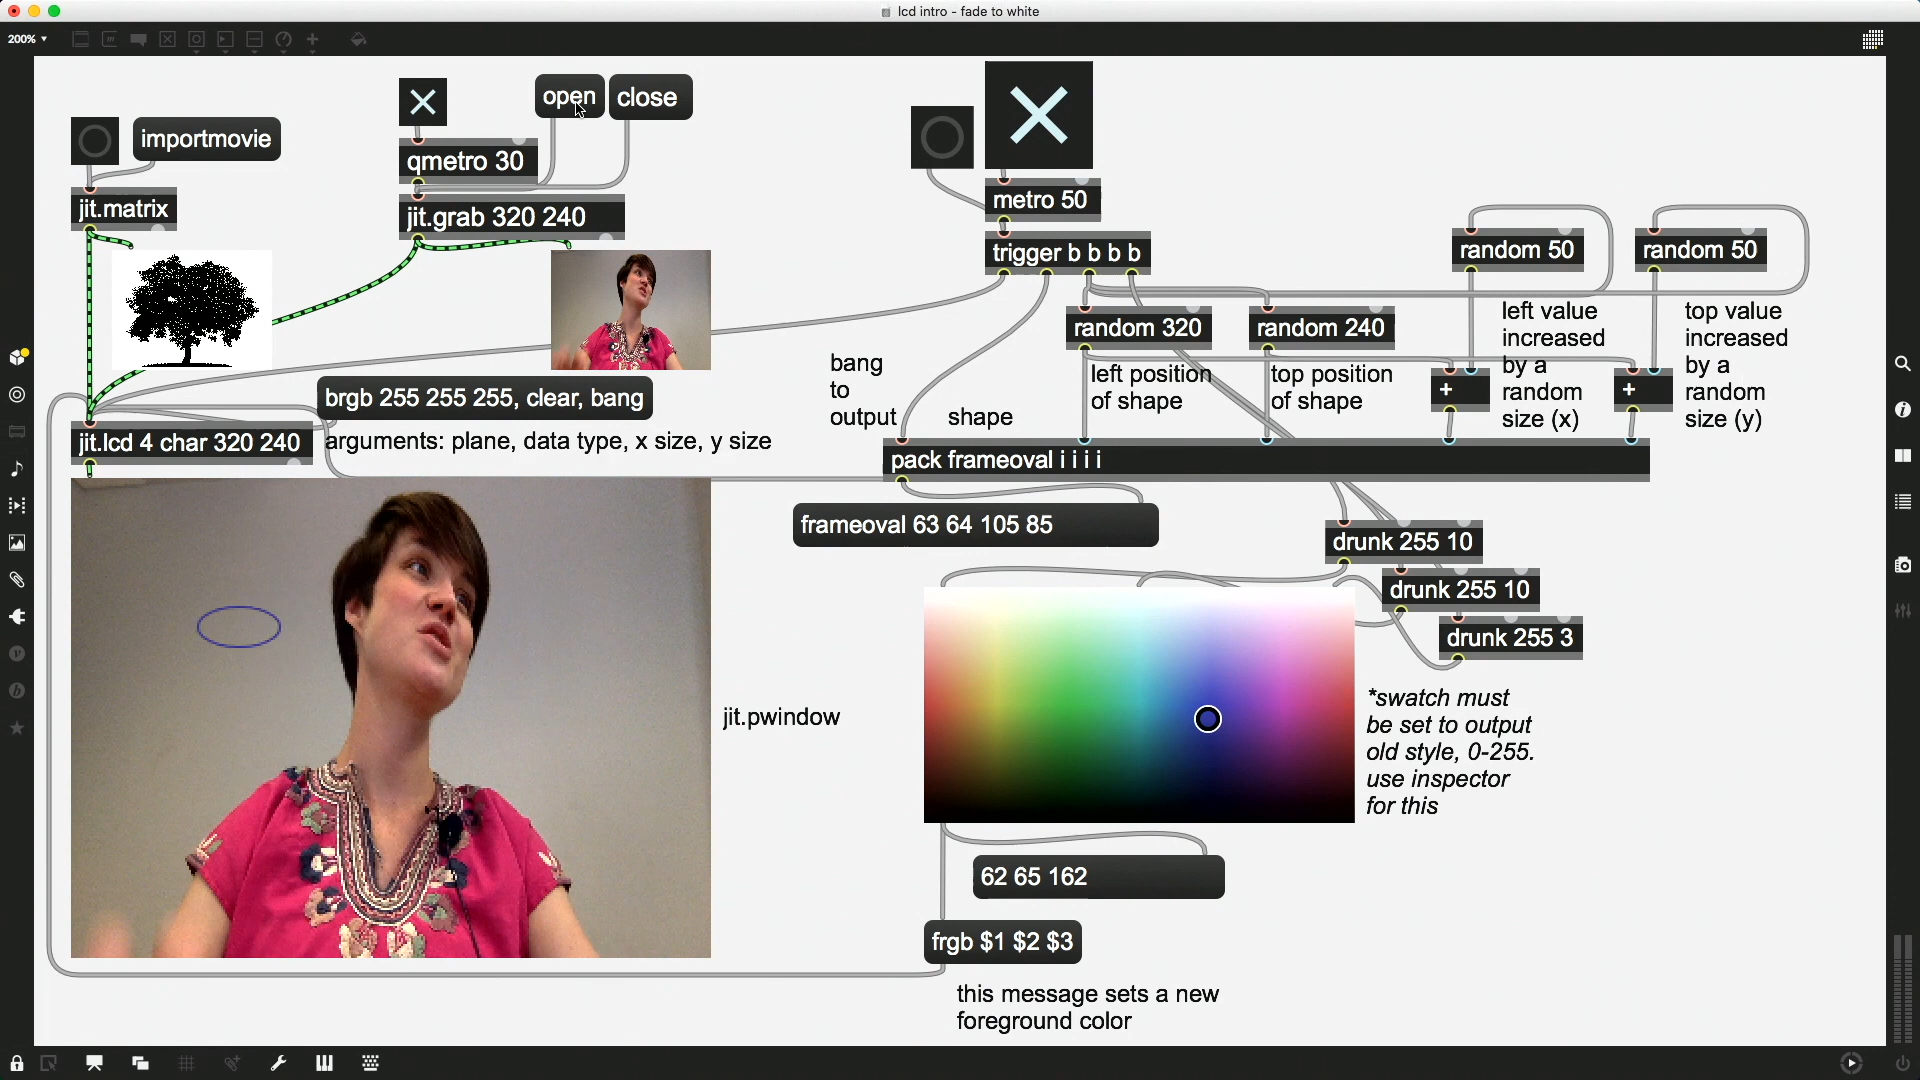 lcd intro - fade to white
200%
open
close
importmovie
qmetro 30
jit.matrix
jit.grab 320 240
metro 50
trigger b b b b
random 50
random 50
random 320
random 240
left value
increased
by a
random
size (x)
top value
increased
by a
random
size (y)
bang
to
output
shape
left position
of shape
top position
of shape
+
+
brgb 255 255 255, clear, bang
jit.lcd 4 char 320 240
arguments: plane, data type, x size, y size
pack frameoval i i i i
frameoval 63 64 105 85
drunk 255 10
drunk 255 10
drunk 255 3
jit.pwindow
*swatch must
be set to output
old style, 0-255.
use inspector
for this
62 65 162
frgb $1 $2 $3
this message sets a new
foreground color